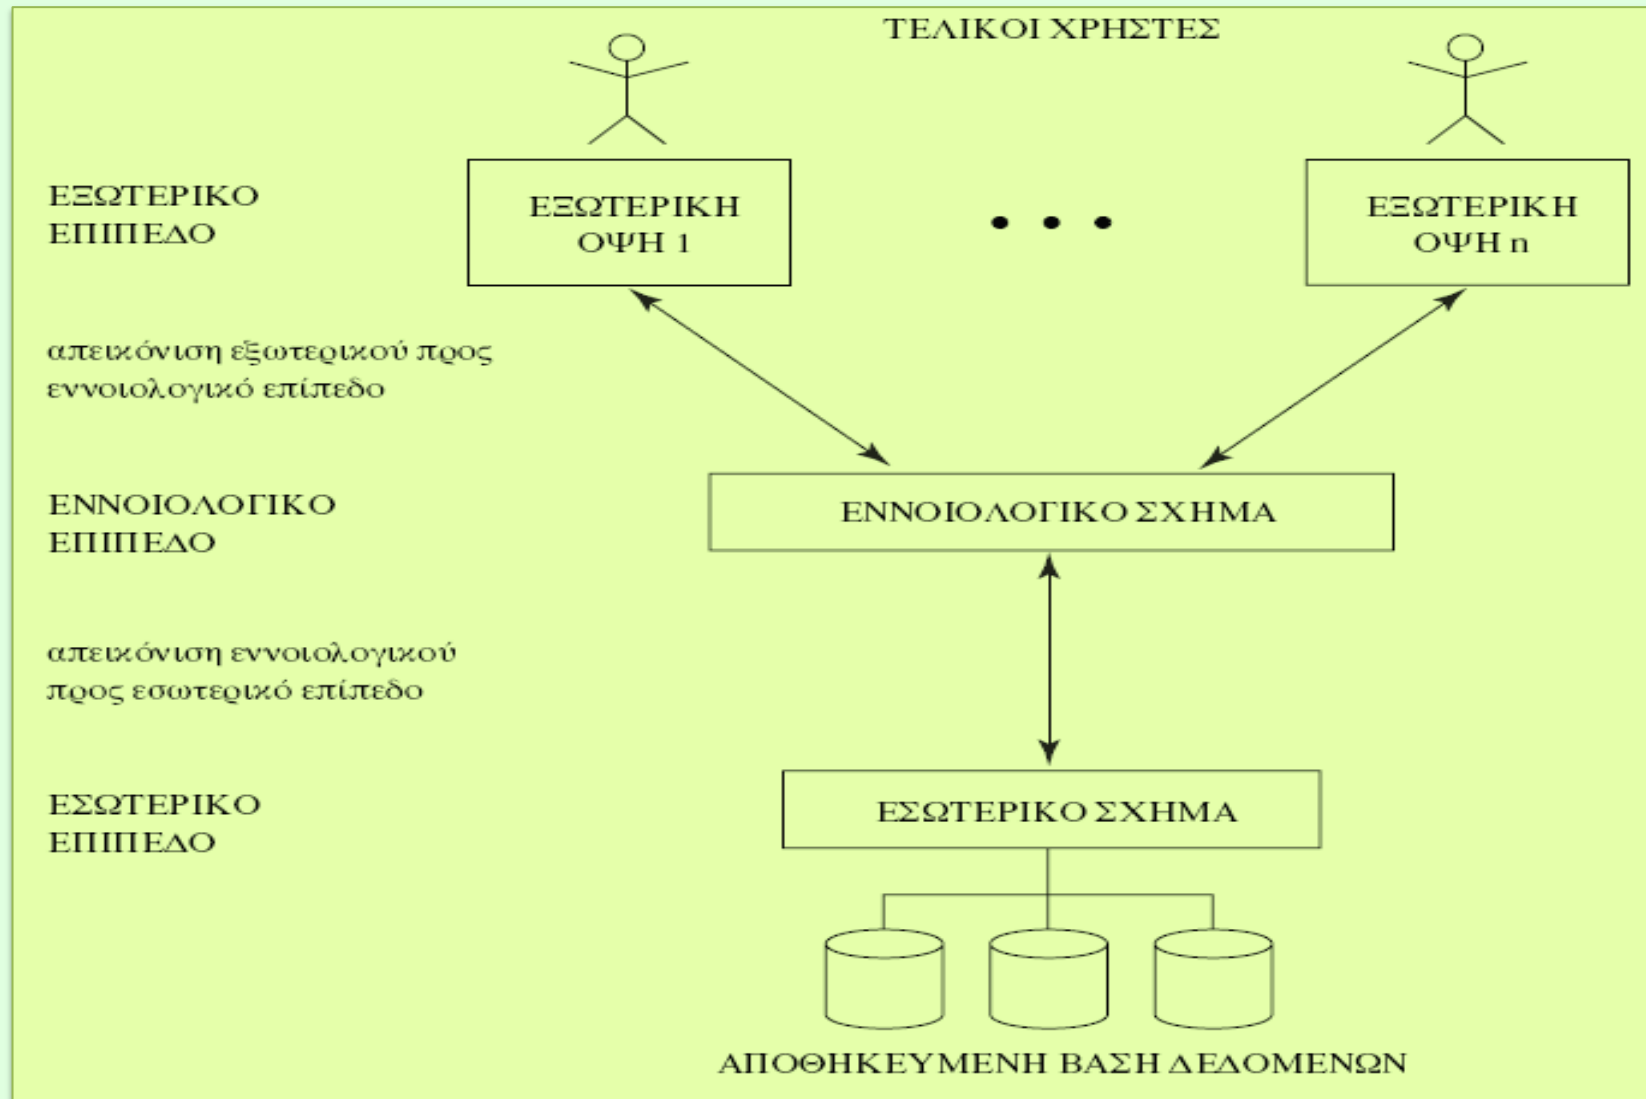 ΤΕΛΙΚΟΙ ΧΡΗΣΤΕΣ
ΕΞΩΤΕΡΙΚΟ
ΕΠΙΠΕΔΟ
ΕΞΩΤΕΡΙΚΗ
ΟΨΗ 1
ΕΞΩΤΕΡΙΚΗ
ΟΨΗ n
απεικόνιση εξωτερικού προς
εννοιολογικό επίπεδο
ΕΝΝΟΙΟΛΟΓΙΚΟ
ΕΠΙΠΕΔΟ
ΕΝΝΟΙΟΛΟΓΙΚΟ ΣΧΗΜΑ
απεικόνιση εννοιολογικού
προς εσωτερικό επίπεδο
ΕΣΩΤΕΡΙΚΟ
ΕΠΙΠΕΔΟ
ΕΣΩΤΕΡΙΚΟ ΣΧΗΜΑ
ΑΠΟΘΗΚΕΥΜΕΝΗ ΒΑΣΗ ΔΕΔΟΜΕΝΩΝ